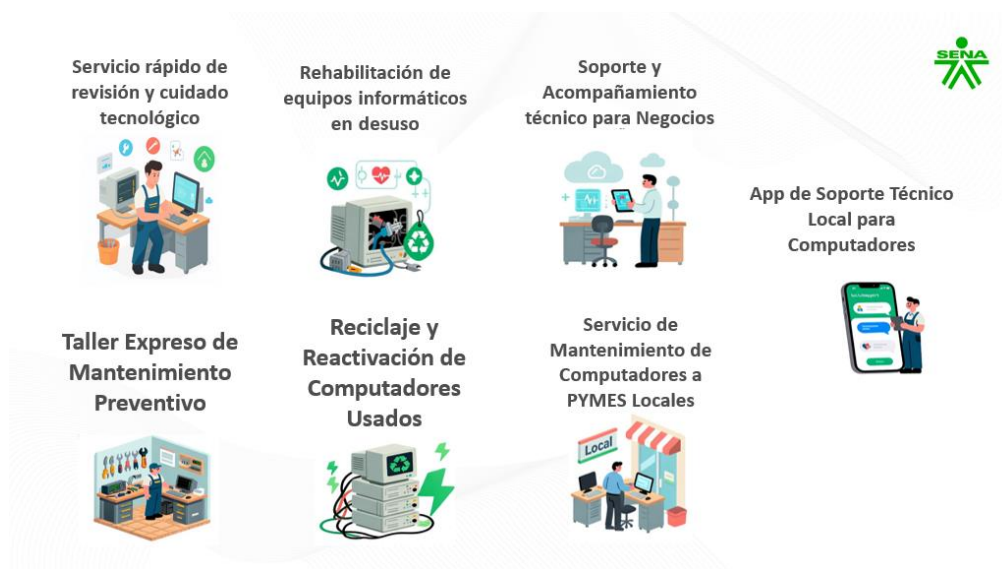 SENA
Servicio rápido de
revisión y cuidado
tecnológico
Rehabilitación de
equipos informáticos
en desuso
Soporte y
Acompañamiento
técnico para Negocios
App de Soporte Técnico
Local para
Computadores
Taller Expreso de
Mantenimiento
Preventivo
Reciclaje y
Reactivación de
Computadores
Usados
Servicio de
Mantenimiento de
Computadores a
PYMES Locales
Local